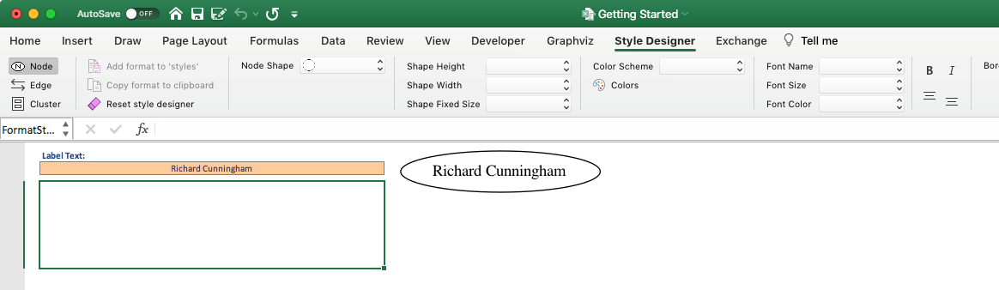 AutoSave OFF Getting Started
Home Insert Draw Page Layout Formulas Data Review View Developer Graphviz Style Designer Exchange Tell me
N Node Add format to 'styles' Node Shape Shape Height Color Scheme Font Name B I Bor
Edge Copy format to clipboard Shape Width Colors Font Size
Cluster Reset style designer Shape Fixed Size Font Color
FormatSt... fx
Label Text:
Richard Cunningham Richard Cunningham